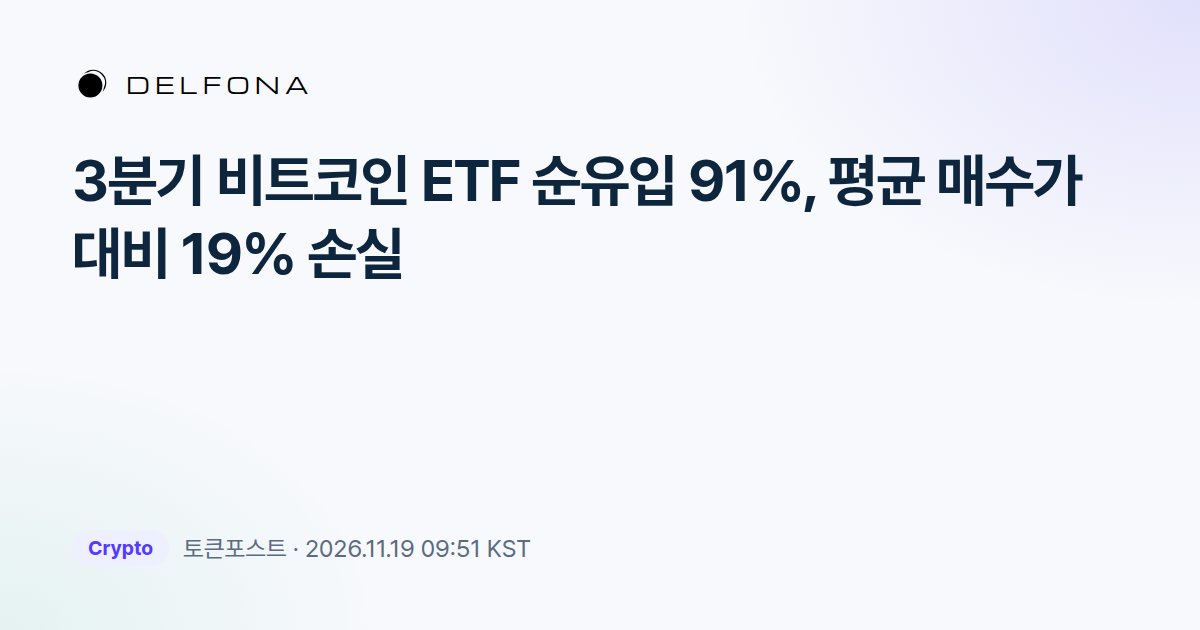 DELFONA
3분기 비트코인 ETF 순유입 91%, 평균 매수가
대비 19% 손실
Crypto 토큰포스트 · 2026.11.19 09:51 KST